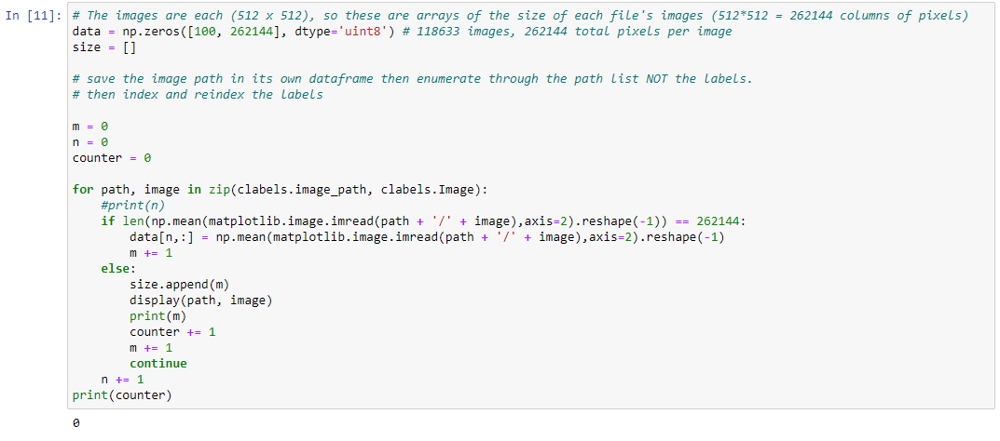 In [11]: # The images are each (512 x 512), so these are arrays of the size of each file's images (512*512 = 262144 columns of pixels)
data = np.zeros([100, 262144], dtype='uint8') # 118633 images, 262144 total pixels per image
size = []

# save the image path in its own dataframe then enumerate through the path list NOT the labels.
# then index and reindex the labels

m = 0
n = 0
counter = 0

for path, image in zip(clabels.image_path, clabels.Image):
    #print(n)
    if len(np.mean(matplotlib.image.imread(path + '/' + image),axis=2).reshape(-1)) == 262144:
        data[n,:] = np.mean(matplotlib.image.imread(path + '/' + image),axis=2).reshape(-1)
        m += 1
    else:
        size.append(m)
        display(path, image)
        print(m)
        counter += 1
        m += 1
        continue
    n += 1
print(counter)
0